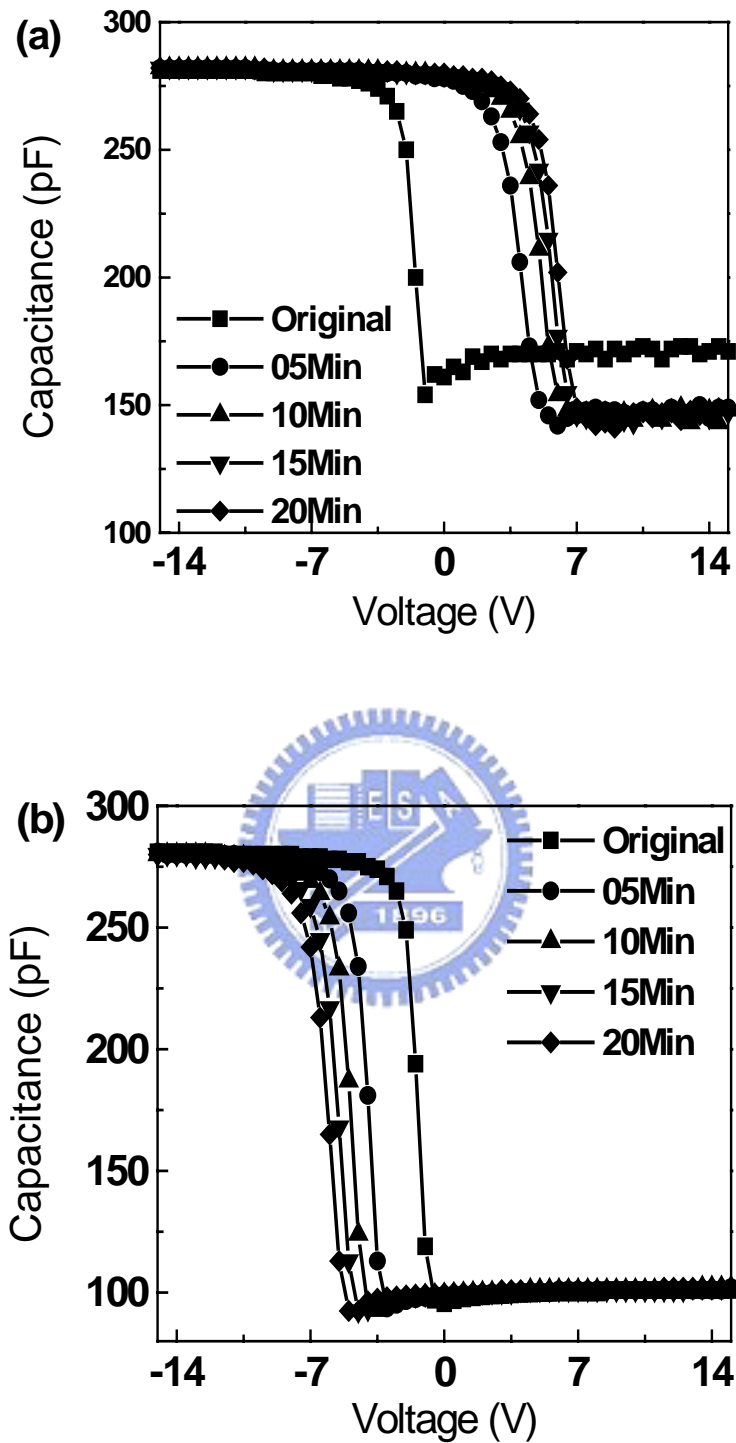 (a)
300
250
200
150
100
Capacitance (pF)
Original
05Min
10Min
15Min
20Min
-14 -7 0 7 14
Voltage (V)
(b)
300
250
200
150
100
Capacitance (pF)
E S
1896
Original
05Min
10Min
15Min
20Min
-14 -7 0 7 14
Voltage (V)